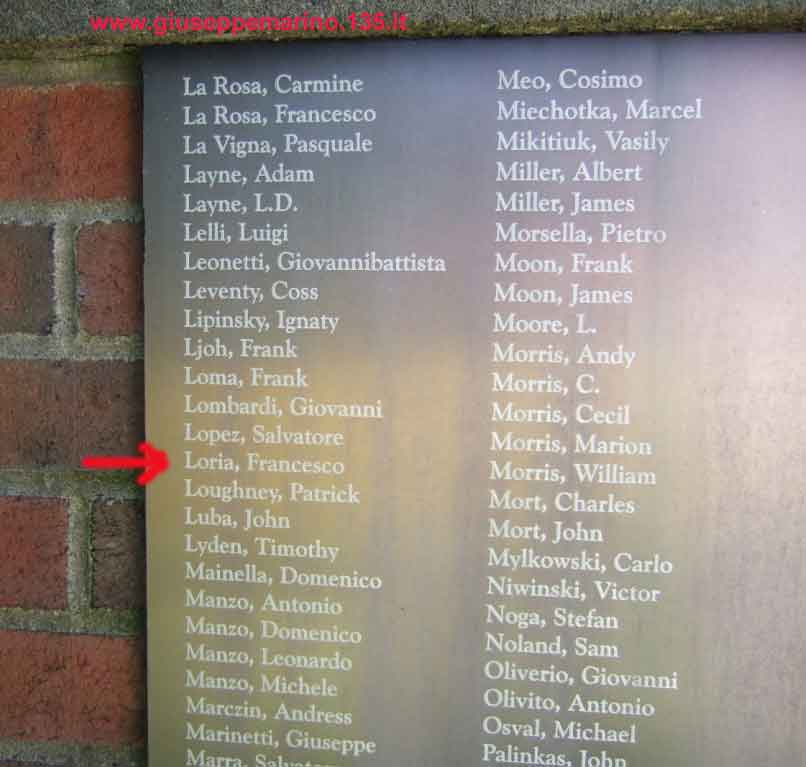 www.giuseppemarino.135.it
La Rosa, Carmine
La Rosa, Francesco
La Vigna, Pasquale
Layne, Adam
Layne, L.D.
Lelli, Luigi
Leonetti, Giovannibattista
Leventy, Coss
Lipinsky, Ignaty
Ljoh, Frank
Loma, Frank
Lombardi, Giovanni
Lopez, Salvatore
Loria, Francesco
Loughney, Patrick
Luba, John
Lyden, Timothy
Mainella, Domenico
Manzo, Antonio
Manzo, Domenico
Manzo, Leonardo
Manzo, Michele
Marczin, Andress
Marinetti, Giuseppe
Marra,
Meo, Cosimo
Miechotka, Marcel
Mikitiuk, Vasily
Miller, Albert
Miller, James
Morsella, Pietro
Moon, Frank
Moon, James
Moore, L.
Morris, Andy
Morris, C.
Morris, Cecil
Morris, Marion
Morris, William
Mort, Charles
Mort, John
Mylkowski, Carlo
Niwinski, Victor
Noga, Stefan
Noland, Sam
Oliverio, Giovanni
Olivito, Antonio
Osval, Michael
Palinkas, John